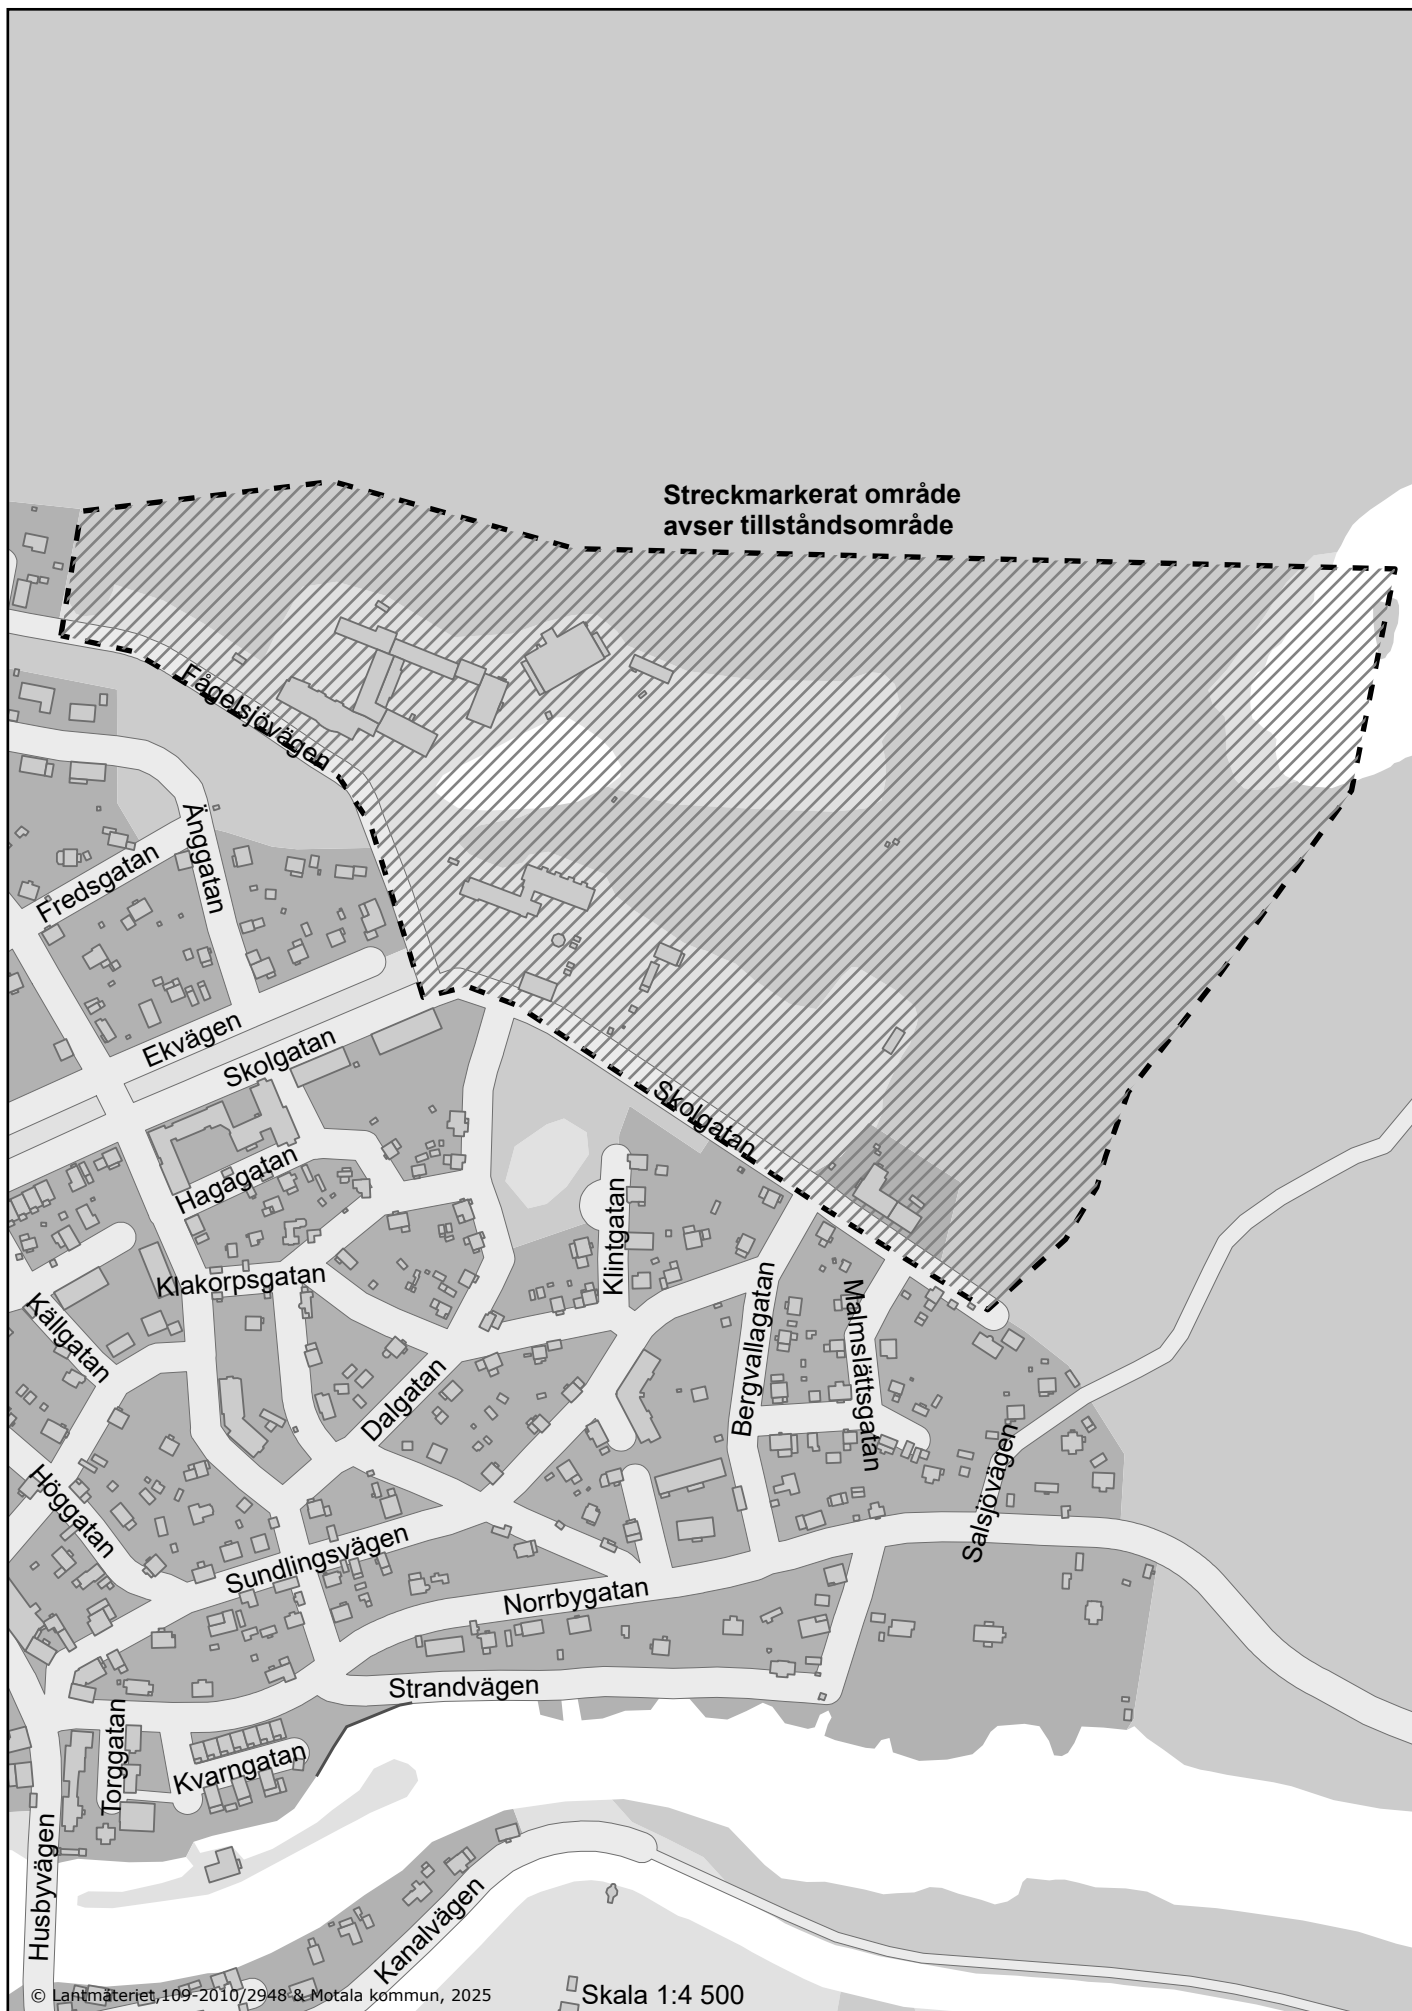 Streckmarkerat område
avser tillståndsområde
Fågelsjövägen
Änggatan
Fredsgatan
Ekvägen
Skolgatan
Skolgatan
Hagagatan
Klintgatan
Klakorpsgatan
Källgatan
Bergvallagatan
Malmslättsgatan
Dalgatan
Höggatan
Salsjövägen
Sundlingsvägen
Norrbygatan
Strandvägen
Torggatan
Kvarngatan
Husbyvägen
Kanalvägen
© Lantmäteriet,109-2010/2948 & Motala kommun, 2025
Skala 1:4 500